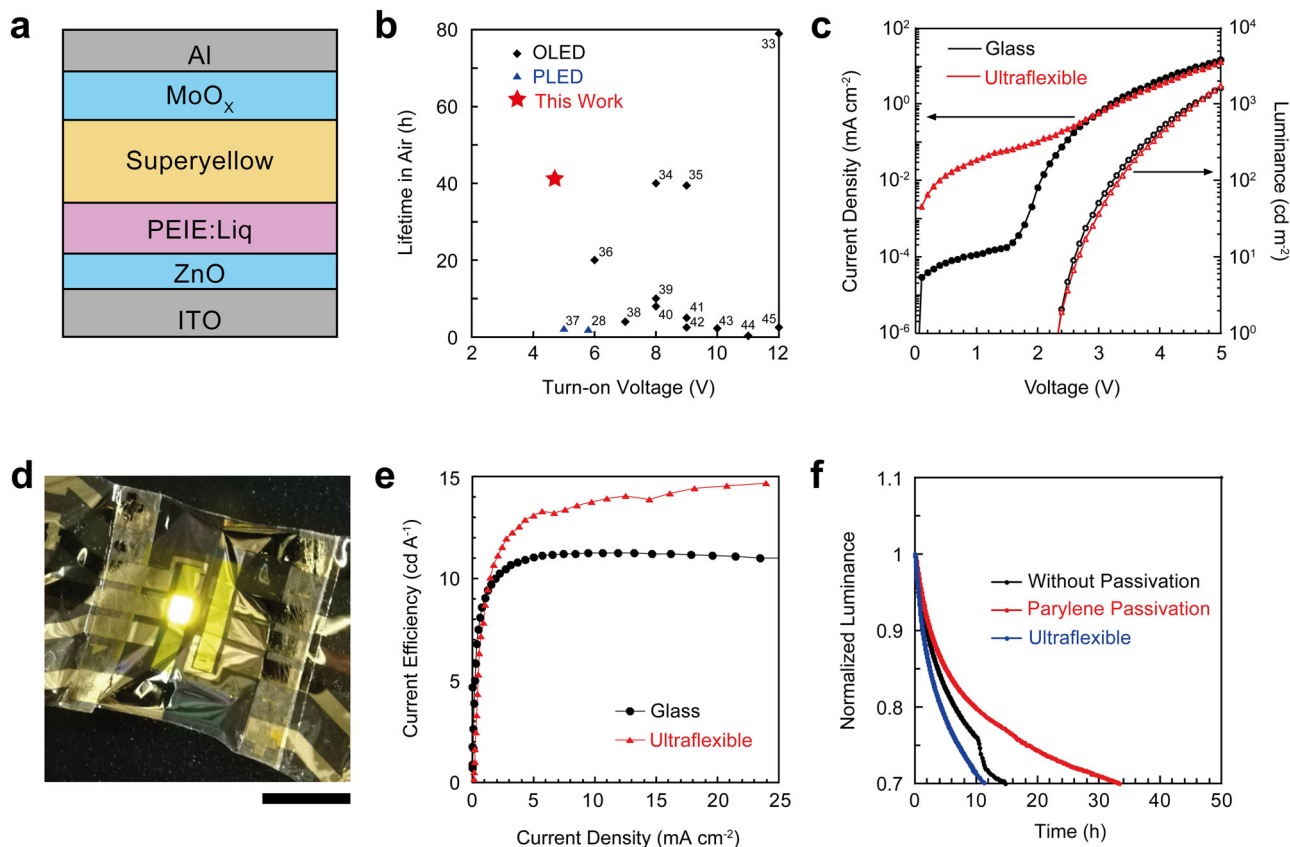 a
Al
MoOₓ
Superyellow
PEIE:Liq
ZnO
ITO
b
80
60
40
20
0
2
4
6
8
10
12
Lifetime in Air (h)
Turn-on Voltage (V)
OLED
PLED
This Work
33
34
35
36
37
28
38
39
40
41
42
43
44
45
c
10²
10⁰
10⁻²
10⁻⁴
10⁻⁶
10⁴
10³
10²
10¹
10⁰
0
1
2
3
4
5
Current Density (mA cm⁻²)
Luminance (cd m⁻²)
Voltage (V)
Glass
Ultraflexible
d
e
15
10
5
0
0
5
10
15
20
25
Current Efficiency (cd A⁻¹)
Current Density (mA cm⁻²)
Glass
Ultraflexible
f
1.1
1
0.9
0.8
0.7
0
10
20
30
40
50
Normalized Luminance
Time (h)
Without Passivation
Parylene Passivation
Ultraflexible